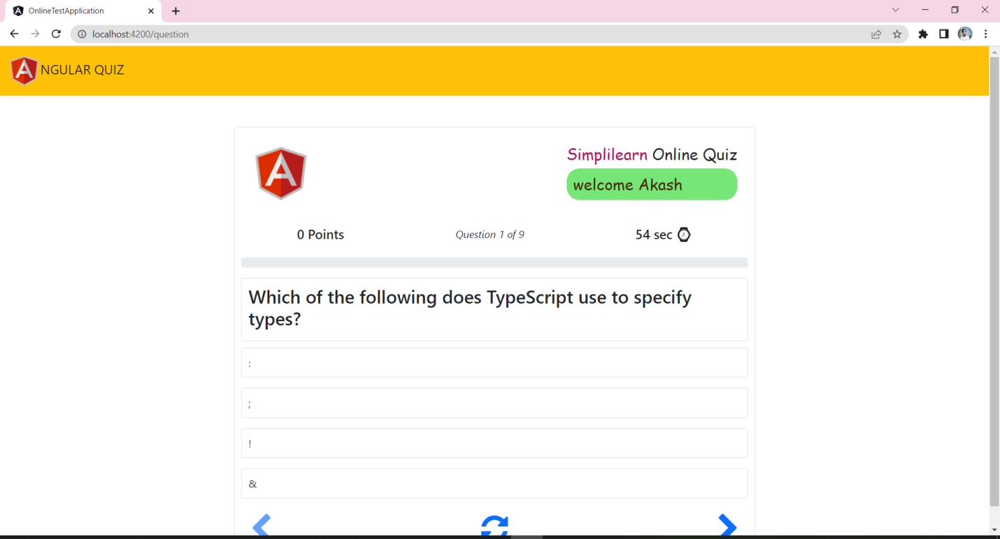 OnlineTestApplication
localhost:4200/question
NGULAR QUIZ
Simplilearn Online Quiz
welcome Akash
0 Points
Question 1 of 9
54 sec
Which of the following does TypeScript use to specify
types?
:
;
!
&